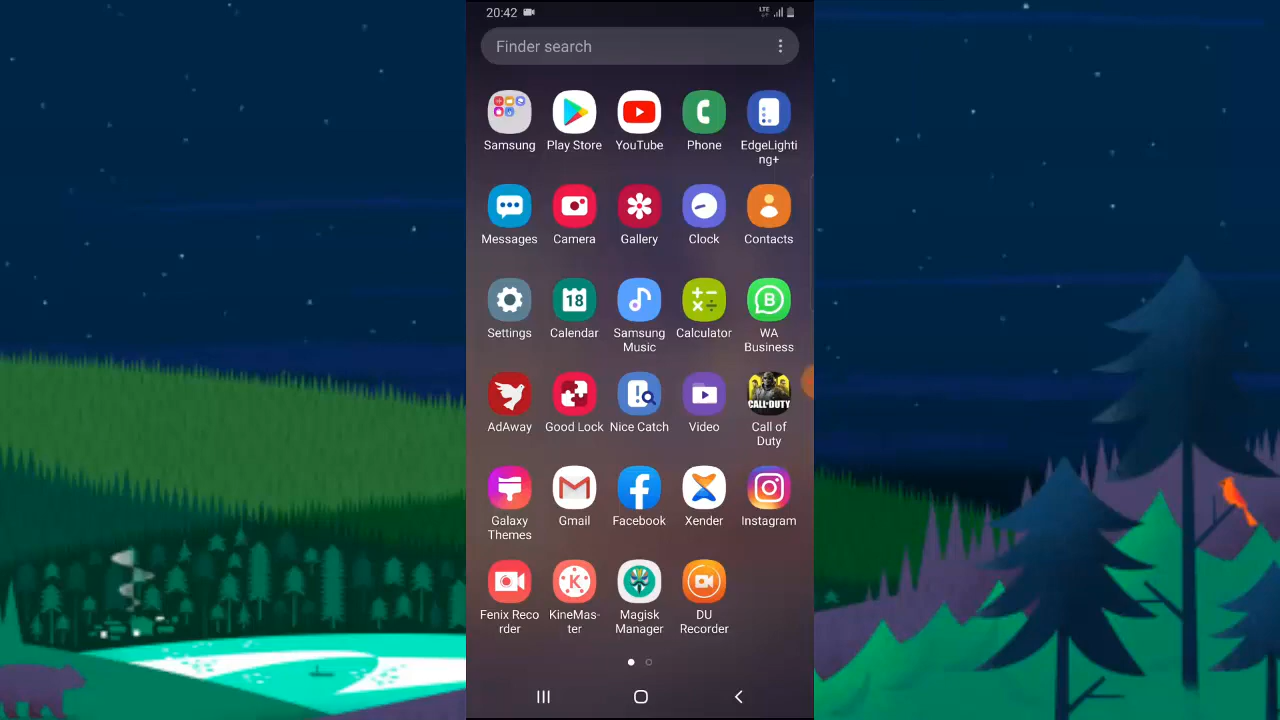 20:42 LTE
Finder search
Samsung Play Store YouTube Phone EdgeLighti
ng+
Messages Camera Gallery Clock Contacts
18
B
Settings Calendar Samsung Calculator WA
Music Business
CALL·DUTY
AdAway Good Lock Nice Catch Video Call of
Duty
Galaxy Gmail Facebook Xender Instagram
Themes
K
Fenix Reco KineMas- Magisk DU
rder ter Manager Recorder